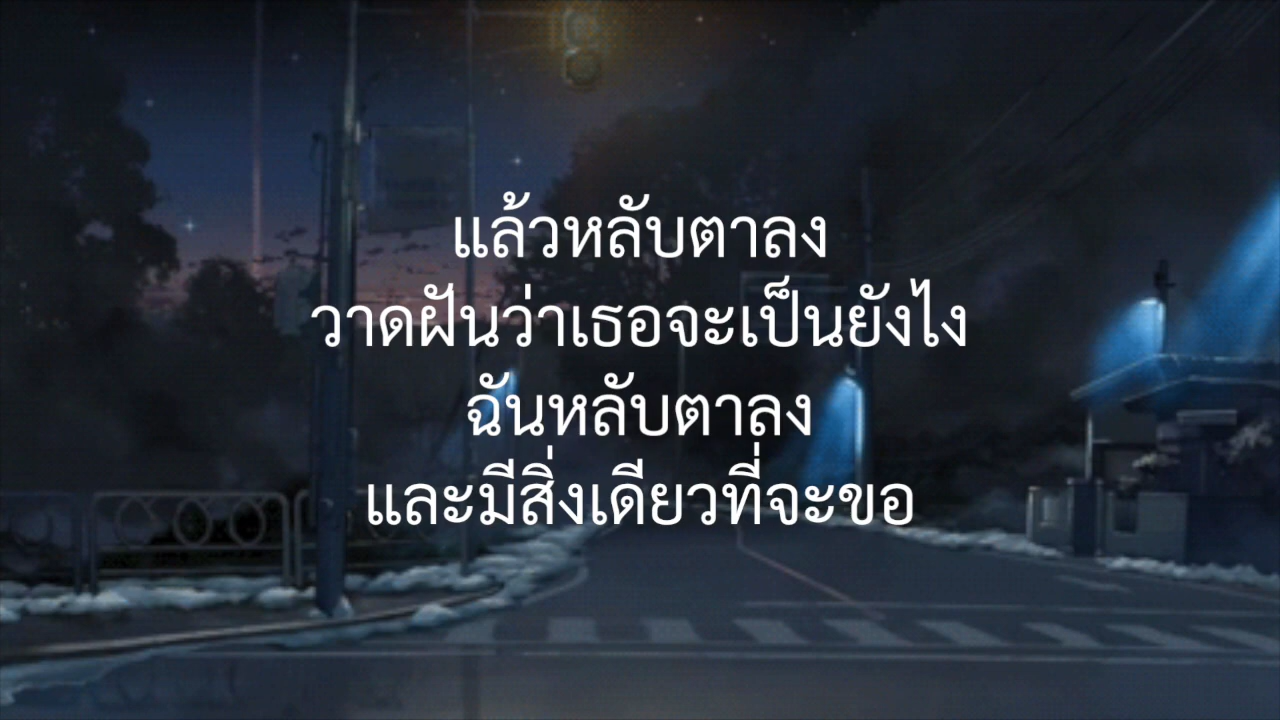 แล้วหลับตาลง
วาดฝันว่าเธอจะเป็นยังไง
ฉันหลับตาลง
และมีสิ่งเดียวที่จะขอ